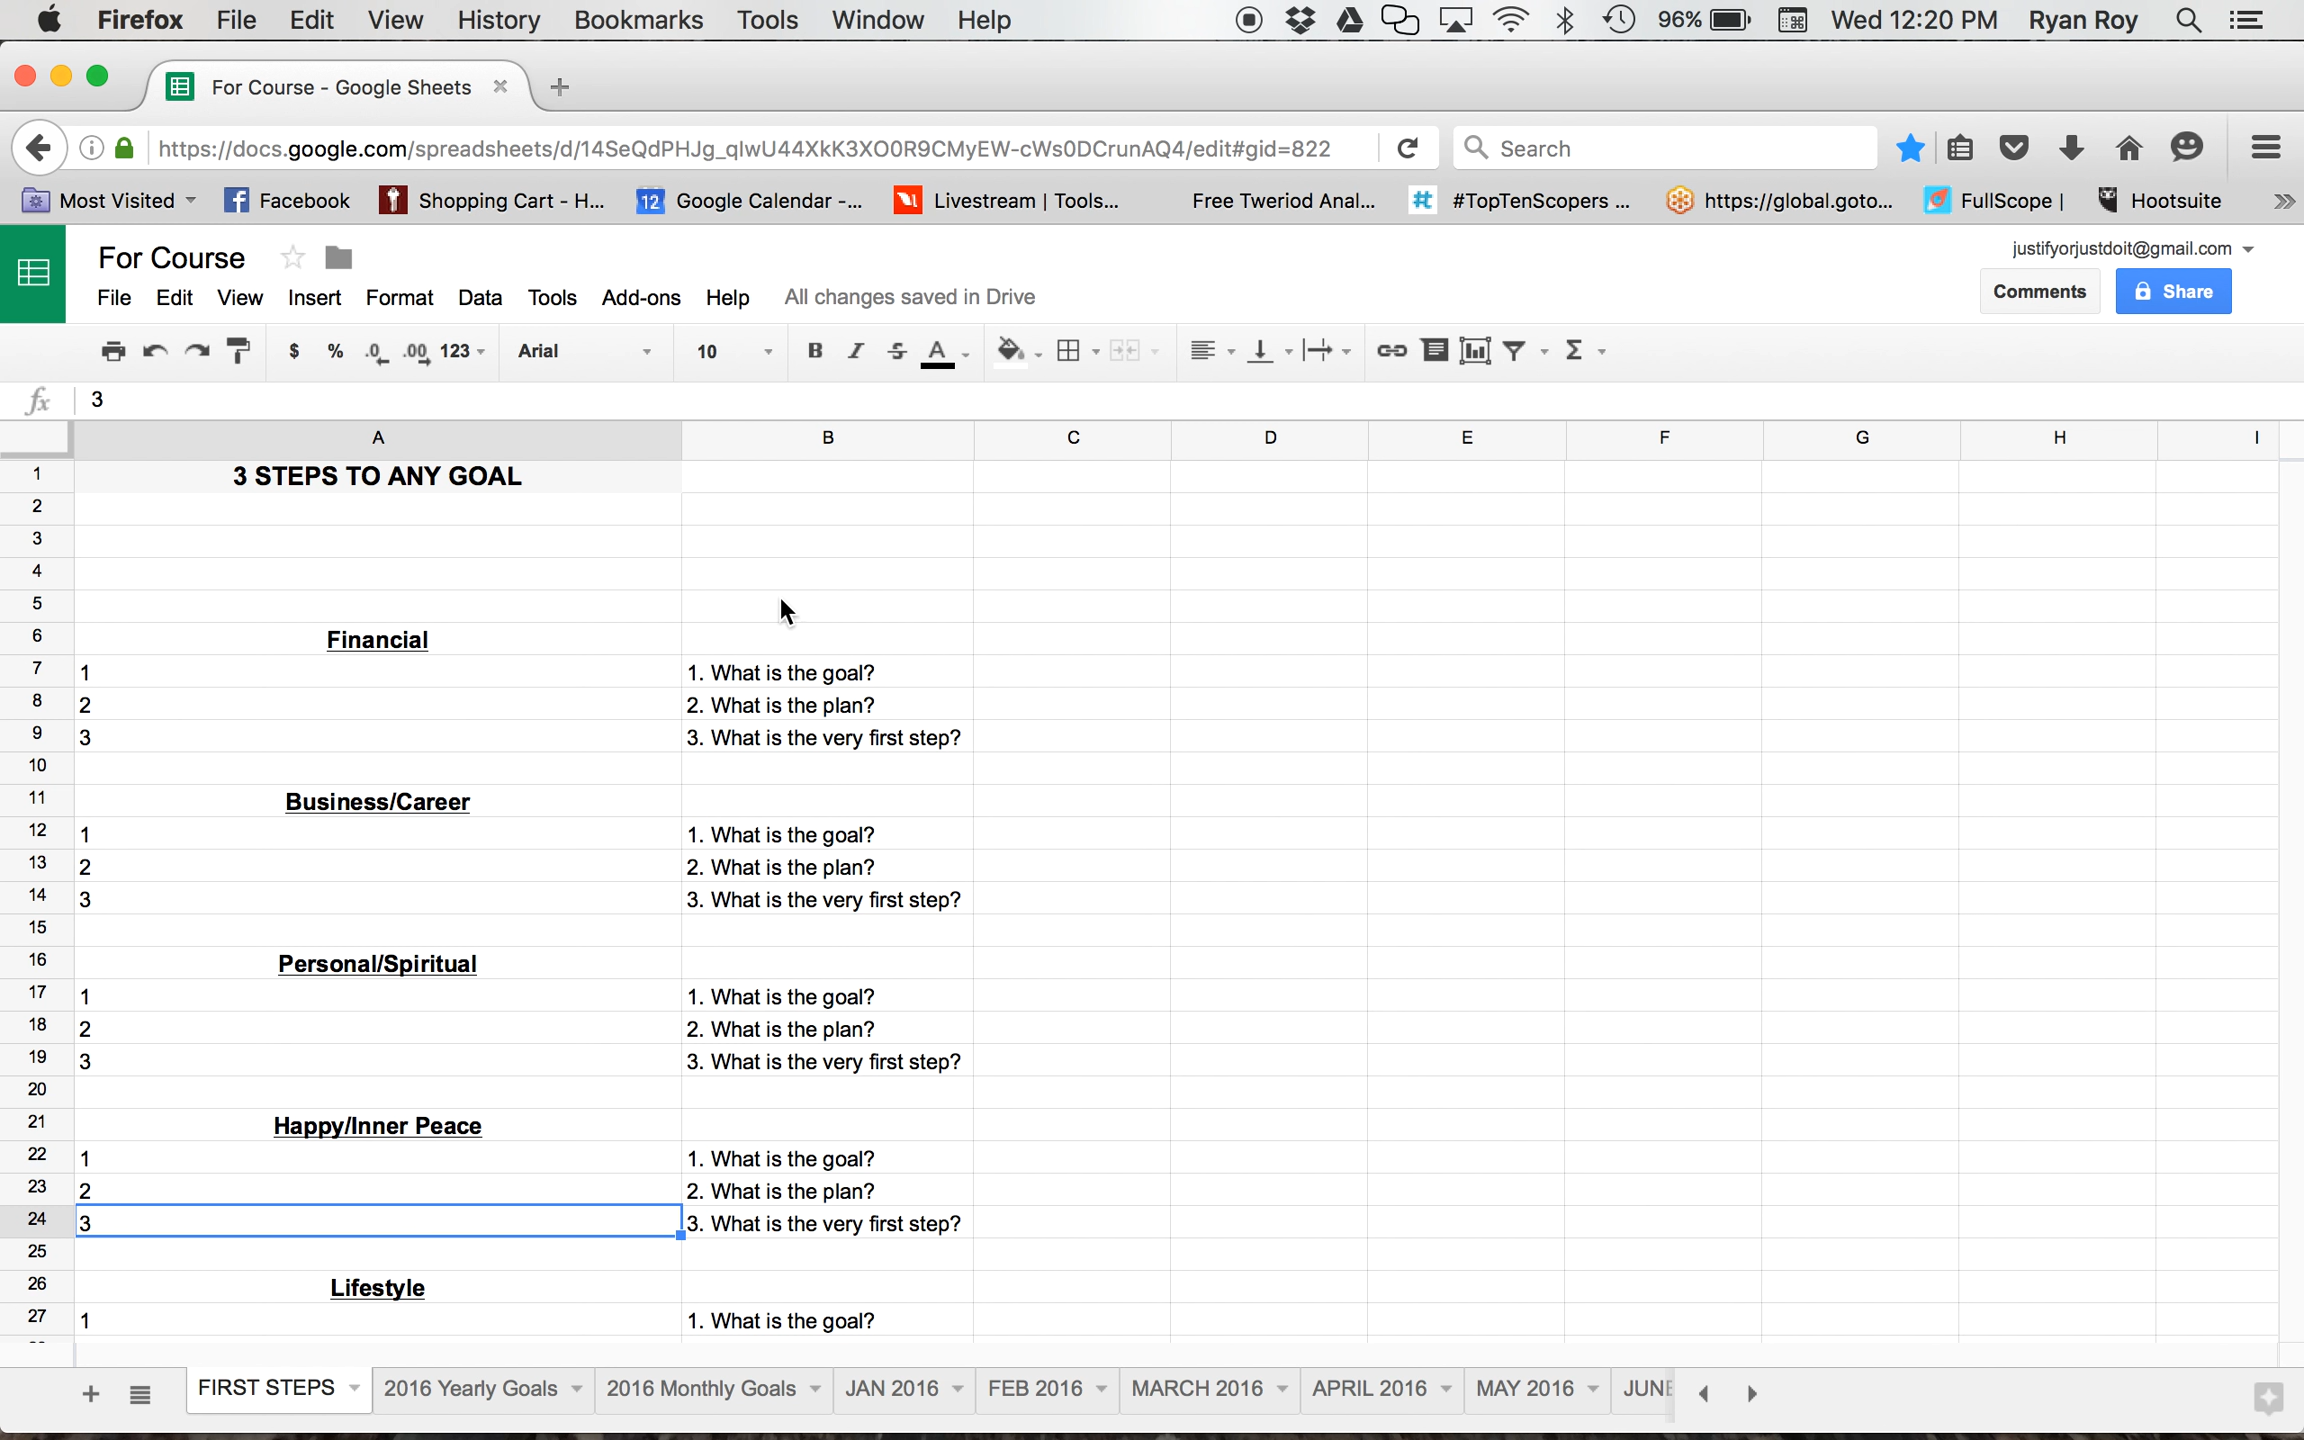 Firefox File Edit View History Bookmarks Tools Window Help 96% Wed 12:20 PM Ryan Roy
For Course - Google Sheets
https://docs.google.com/spreadsheets/d/14SeQdPHJg_qlwU44XkK3XO0R9CMyEW-cWs0DCrunAQ4/edit#gid=822 Search
Most Visited Facebook Shopping Cart - H... 12 Google Calendar -... Livestream | Tools... Free Tweriod Anal... #TopTenScopers ... https://global.goto... FullScope | Hootsuite
For Course justifyorjustdoit@gmail.com
File Edit View Insert Format Data Tools Add-ons Help All changes saved in Drive Comments Share
$ % .0 .00 123 Arial 10 B I S A Σ
fx 3
A B C D E F G H I
1 3 STEPS TO ANY GOAL
2
3
4
5
6 Financial
7 1 1. What is the goal?
8 2 2. What is the plan?
9 3 3. What is the very first step?
10
11 Business/Career
12 1 1. What is the goal?
13 2 2. What is the plan?
14 3 3. What is the very first step?
15
16 Personal/Spiritual
17 1 1. What is the goal?
18 2 2. What is the plan?
19 3 3. What is the very first step?
20
21 Happy/Inner Peace
22 1 1. What is the goal?
23 2 2. What is the plan?
24 3 3. What is the very first step?
25
26 Lifestyle
27 1 1. What is the goal?
FIRST STEPS 2016 Yearly Goals 2016 Monthly Goals JAN 2016 FEB 2016 MARCH 2016 APRIL 2016 MAY 2016 JUNE